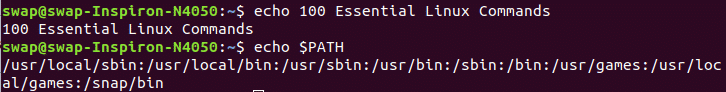 swap@swap-Inspiron-N4050:~$ echo 100 Essential Linux Commands
100 Essential Linux Commands
swap@swap-Inspiron-N4050:~$ echo $PATH
/usr/local/sbin:/usr/local/bin:/usr/sbin:/usr/bin:/sbin:/bin:/usr/games:/usr/loc
al/games:/snap/bin